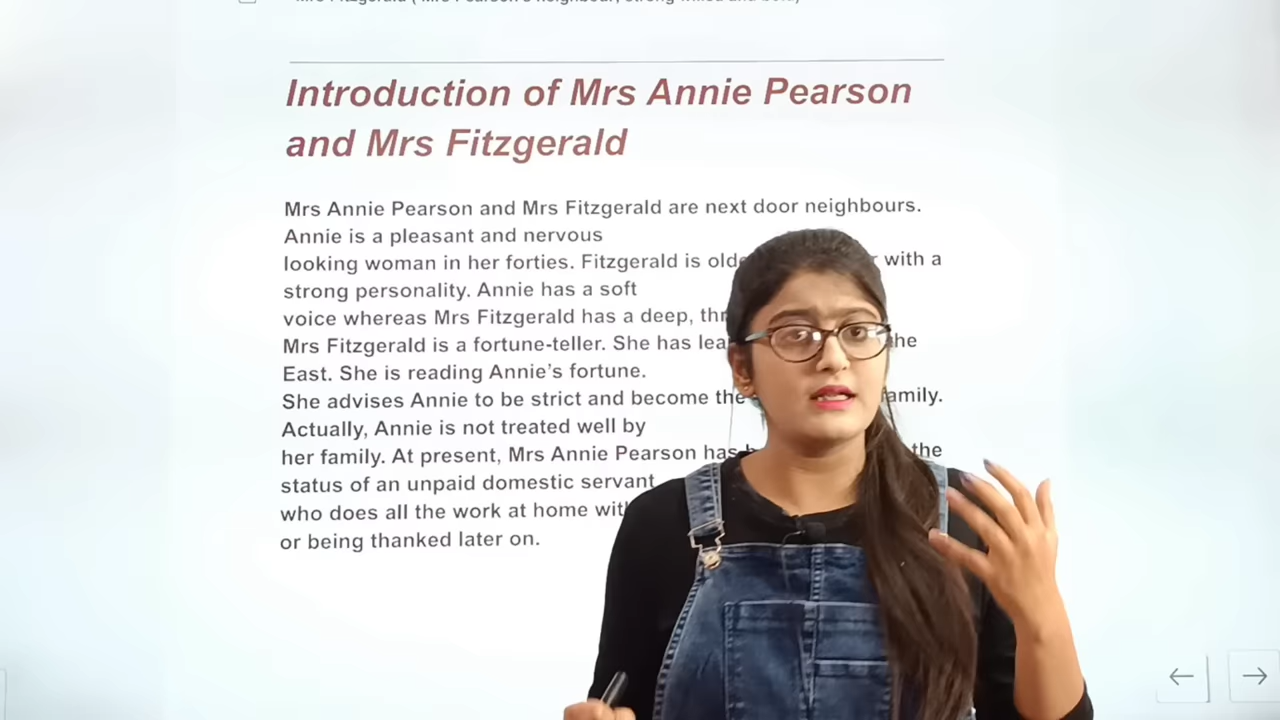 Introduction of Mrs Annie Pearson
and Mrs Fitzgerald
Mrs Annie Pearson and Mrs Fitzgerald are next door neighbours.
Annie is a pleasant and nervous
looking woman in her forties. Fitzgerald is with a
strong personality. Annie has a soft
voice whereas Mrs Fitzgerald has a deep,
Mrs Fitzgerald is a fortune-teller. She has
East. She is reading Annie’s fortune.
She advises Annie to be strict and become the
Actually, Annie is not treated well by
her family. At present, Mrs Annie Pearson has the
status of an unpaid domestic servant
who does all the work at home
or being thanked later on.